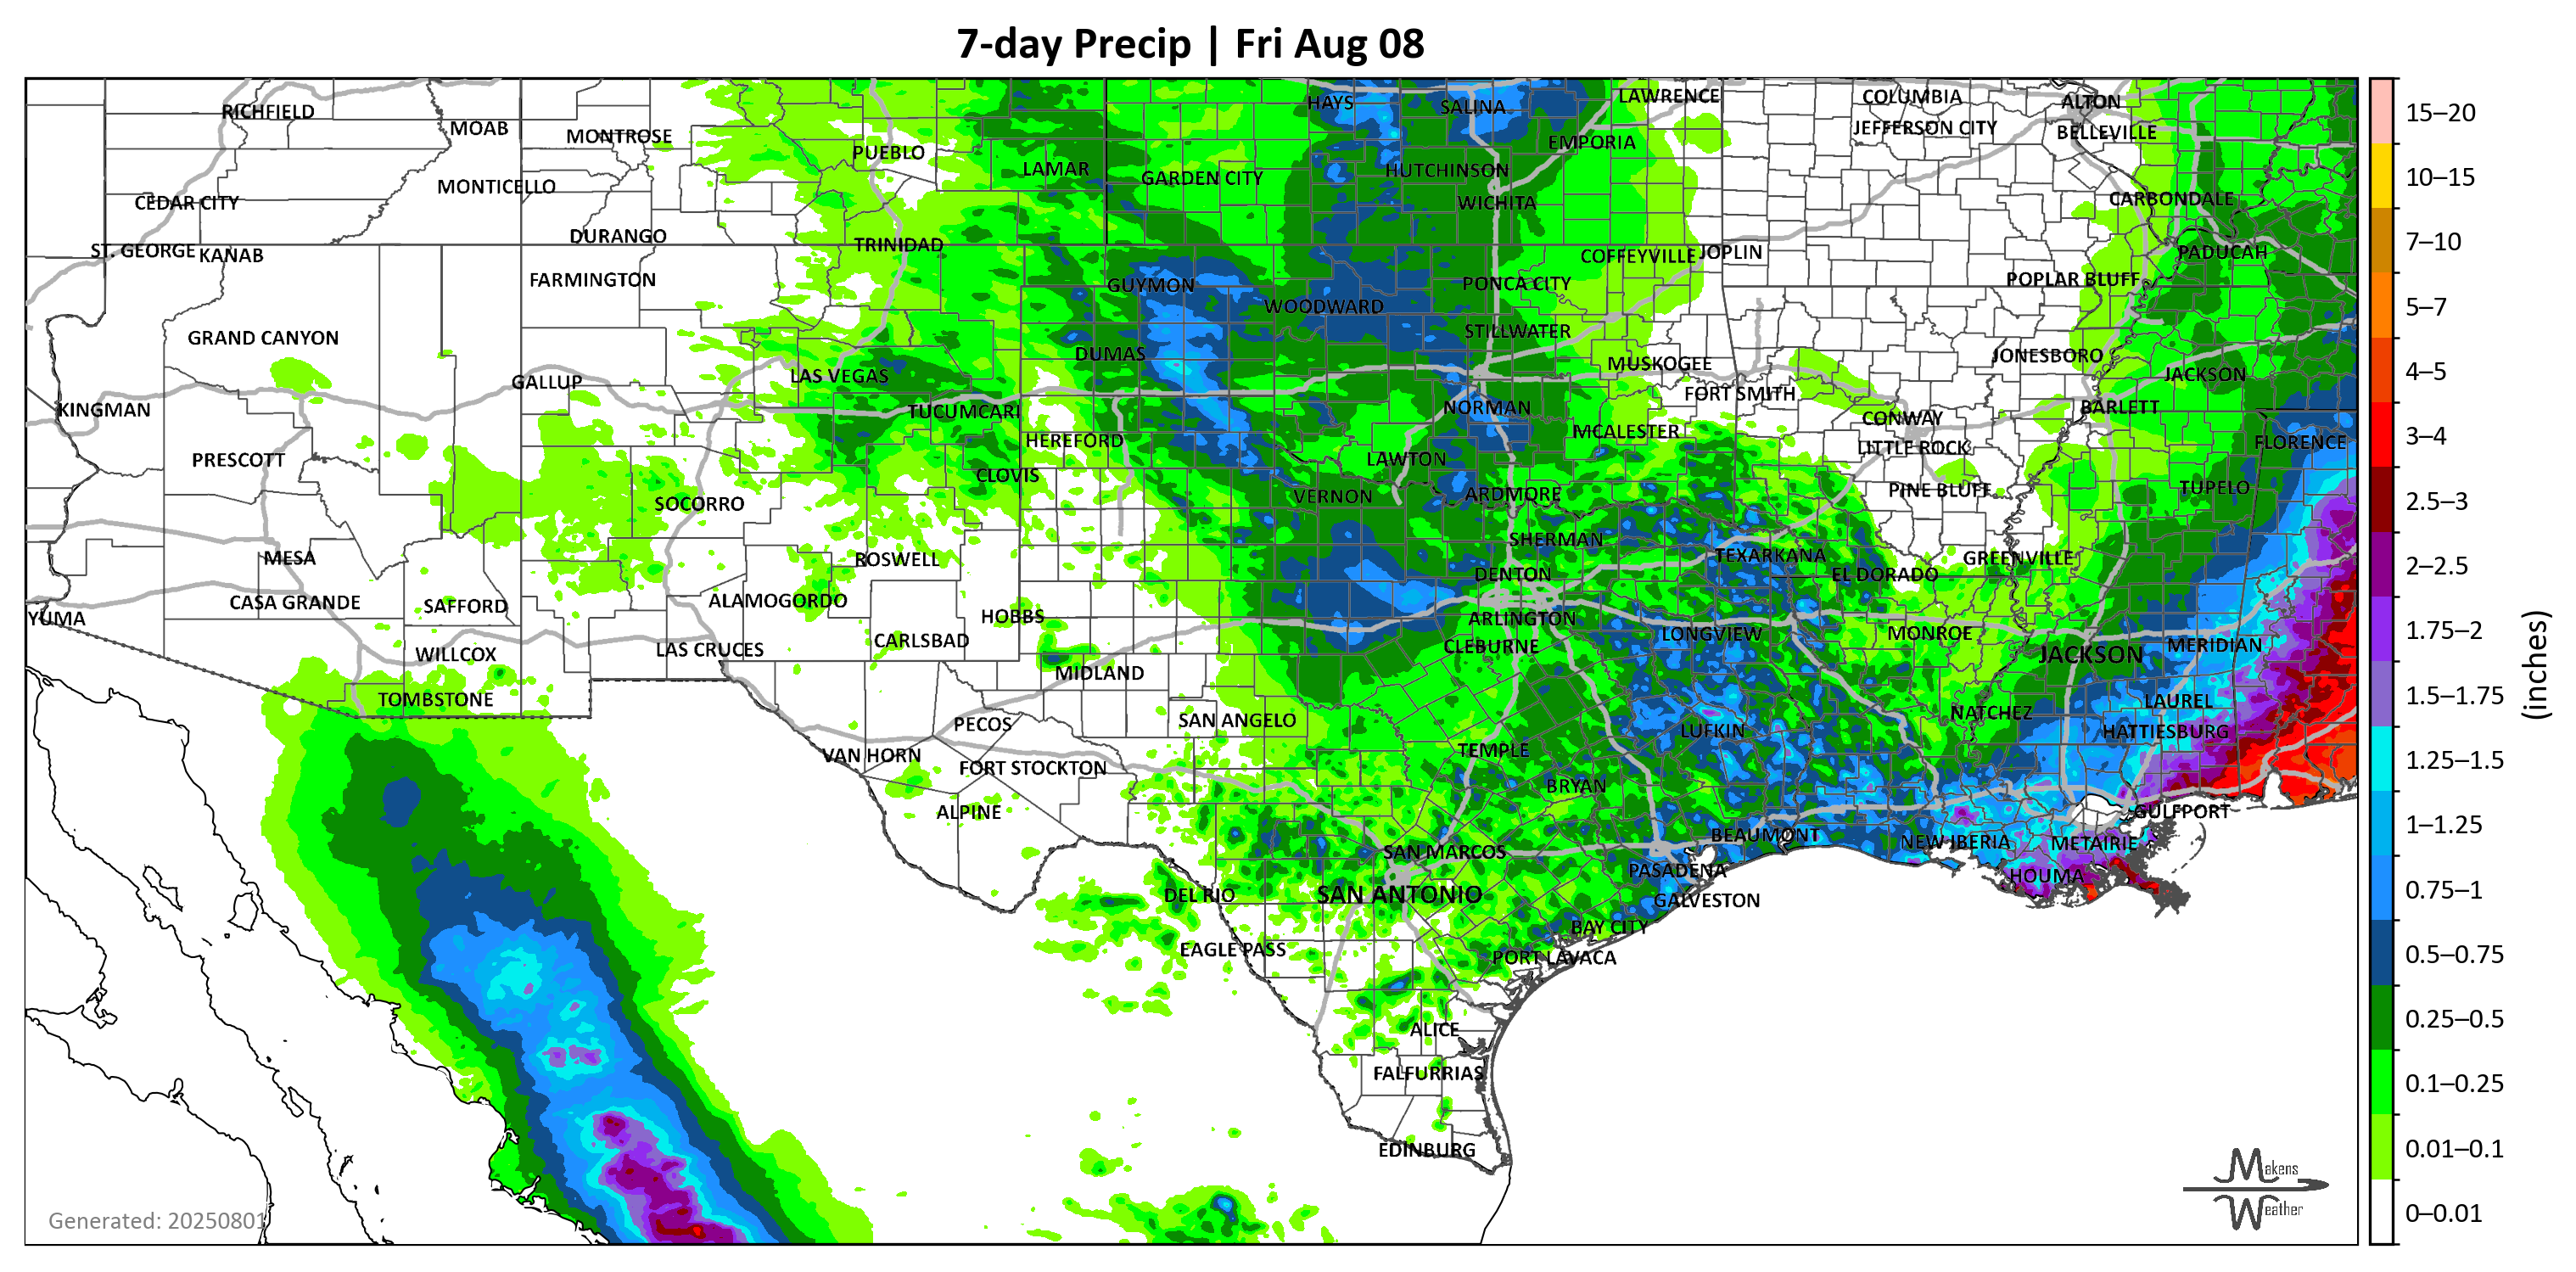 7-day Precip | Fri Aug 08
RICHFIELD
MOAB
MONTROSE
PUEBLO
LAMAR
HAYS
SALINA
LAWRENCE
COLUMBIA
ALTON
JEFFERSON CITY
BELLEVILLE
EMPORIA
HUTCHINSON
GARDEN CITY
MONTICELLO
CEDAR CITY
WICHITA
CARBONDALE
DURANGO
TRINIDAD
ST. GEORGE
KANAB
COFFEYVILLE
JOPLIN
PADUCAH
FARMINGTON
GUYMON
PONCA CITY
POPLAR BLUFF
WOODWARD
GRAND CANYON
STILLWATER
DUMAS
MUSKOGEE
JONESBORO
LAS VEGAS
JACKSON
GALLUP
FORT SMITH
KINGMAN
TUCUMCARI
NORMAN
CONWAY
BARLETT
HEREFORD
MCALESTER
LITTLE ROCK
FLORENCE
PRESCOTT
LAWTON
CLOVIS
SOCORRO
VERNON
ARDMORE
PINE BLUFF
TUPELO
MESA
ROSWELL
SHERMAN
TEXARKANA
GREENVILLE
DENTON
EL DORADO
CASA GRANDE
SAFFORD
ALAMOGORDO
YUMA
HOBBS
ARLINGTON
LONGVIEW
MONROE
LAS CRUCES
CARLSBAD
CLEBURNE
JACKSON
MERIDIAN
WILLCOX
MIDLAND
TOMBSTONE
LAUREL
PECOS
SAN ANGELO
NATCHEZ
LUFKIN
HATTIESBURG
VAN HORN
FORT STOCKTON
TEMPLE
BRYAN
ALPINE
GULFPORT
BEAUMONT
NEW IBERIA
METAIRIE
SAN MARCOS
PASADENA
HOUMA
DEL RIO
SAN ANTONIO
GALVESTON
BAY CITY
EAGLE PASS
PORT LAVACA
ALICE
FALFURRIAS
EDINBURG
Makens
Weather
Generated: 20250801
15–20
10–15
7–10
5–7
4–5
3–4
2.5–3
2–2.5
1.75–2
1.5–1.75
1.25–1.5
1–1.25
0.75–1
0.5–0.75
0.25–0.5
0.1–0.25
0.01–0.1
0–0.01
(inches)